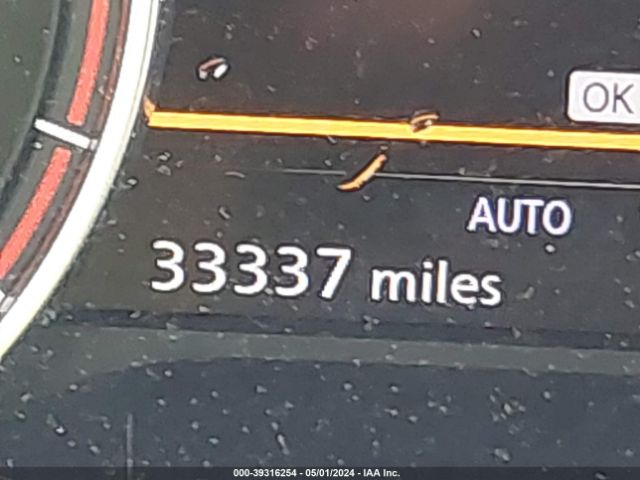 OK
AUTO
33337 miles
000-39316254 - 05/01/2024 - IAA Inc.